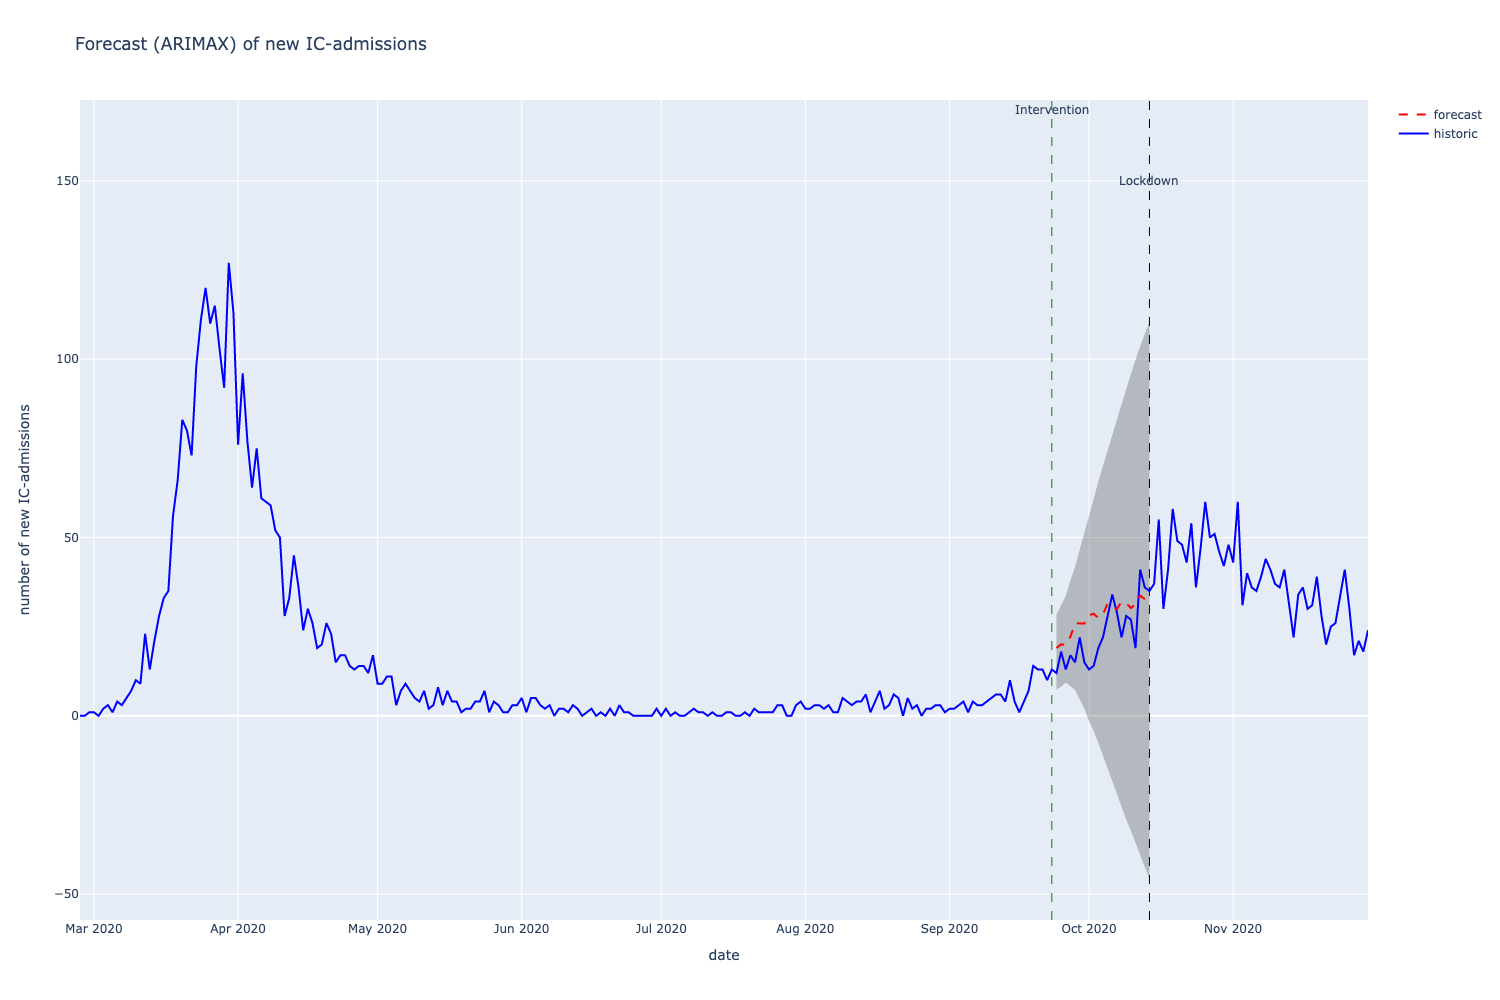 Forecast (ARIMAX) of new IC-admissions
Intervention
forecast
historic
150
Lockdown
100
number of new IC-admissions
50
0
−50
Mar 2020
Apr 2020
May 2020
Jun 2020
Jul 2020
Aug 2020
Sep 2020
Oct 2020
Nov 2020
date